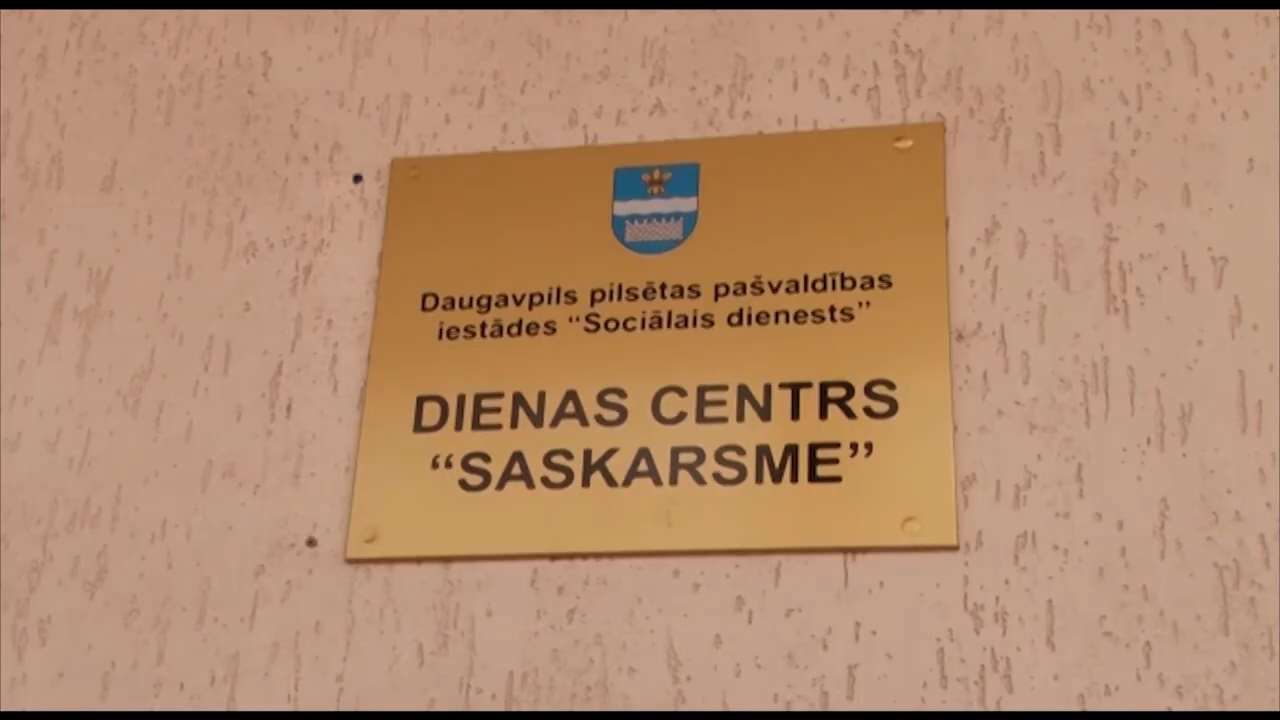 Daugavpils pilsētas pašvaldības
iestādes “Sociālais dienests”
DIENAS CENTRS
“SASKARSME”